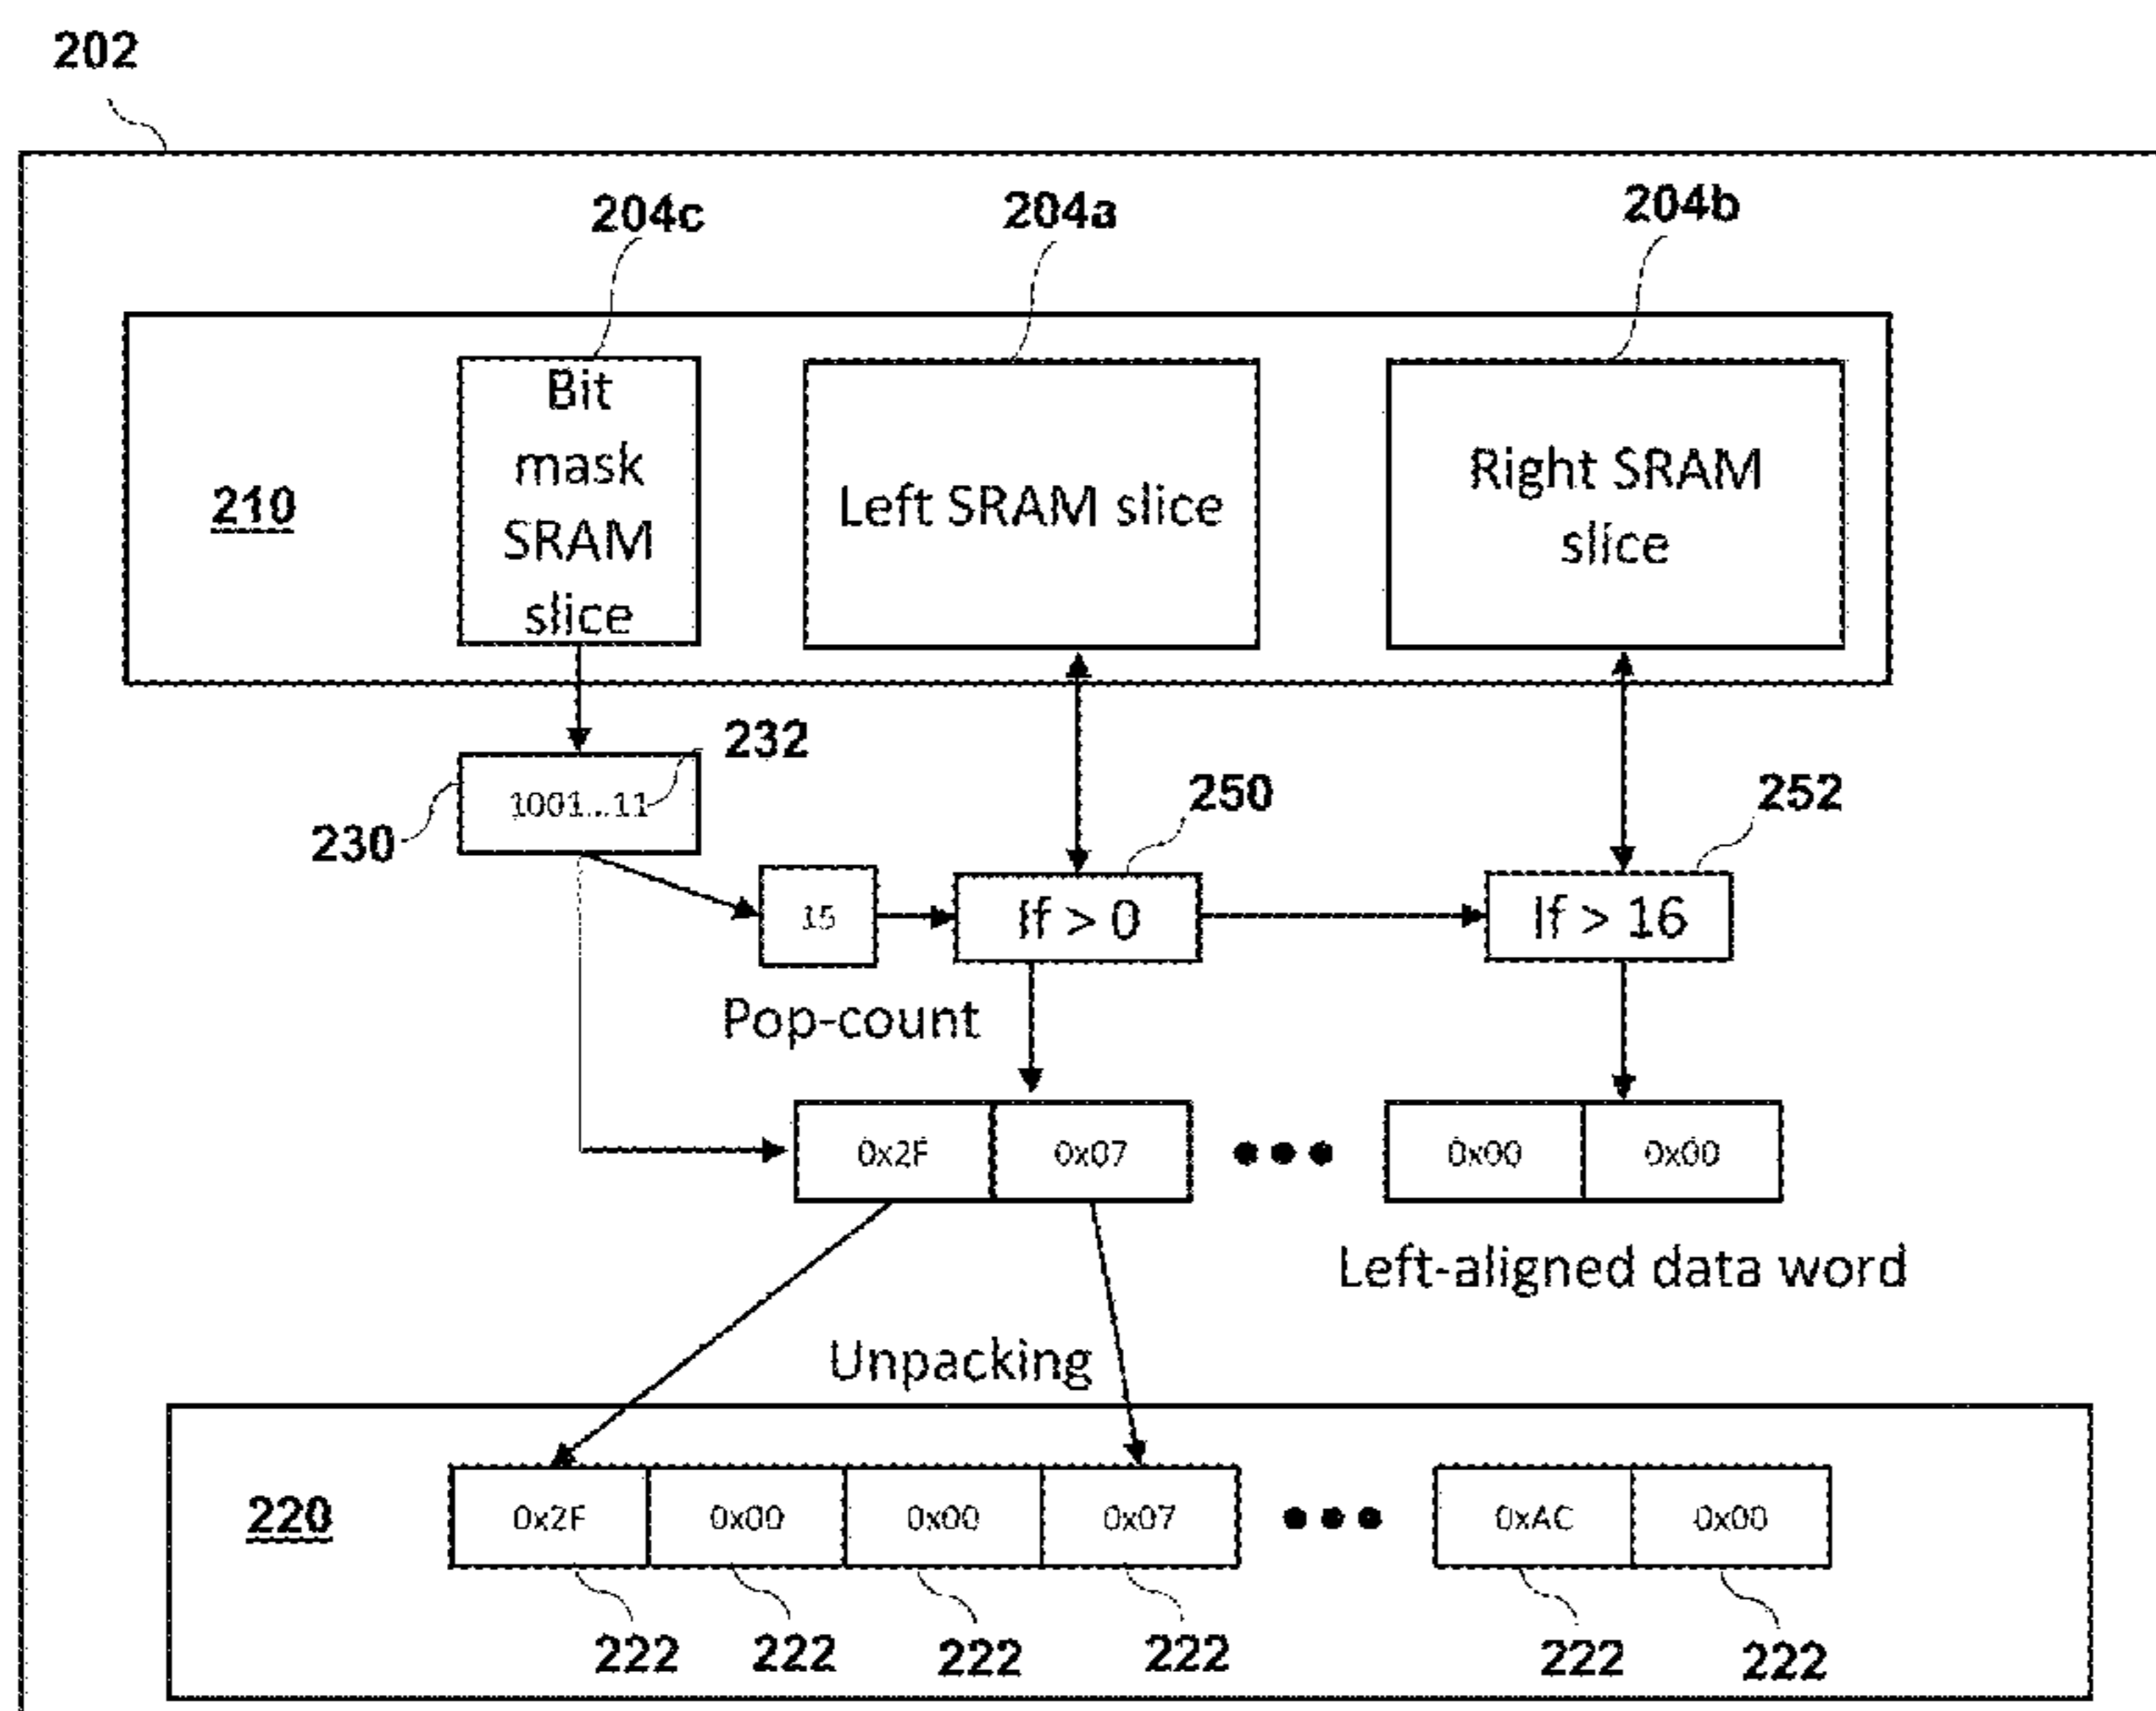 202
204c
204a
204b
Bit
mask
SRAM
slice
210
Left SRAM slice
Right SRAM
slice
232
1001...11
230
250
252
15
If > 0
If > 16
Pop-count
0x2F 0x07 ●●● 0x00 0x00
Left-aligned data word
Unpacking
220
0x2F 0x00 0x00 0x07 ●●● 0xAC 0x00
222 222 222 222 222 222